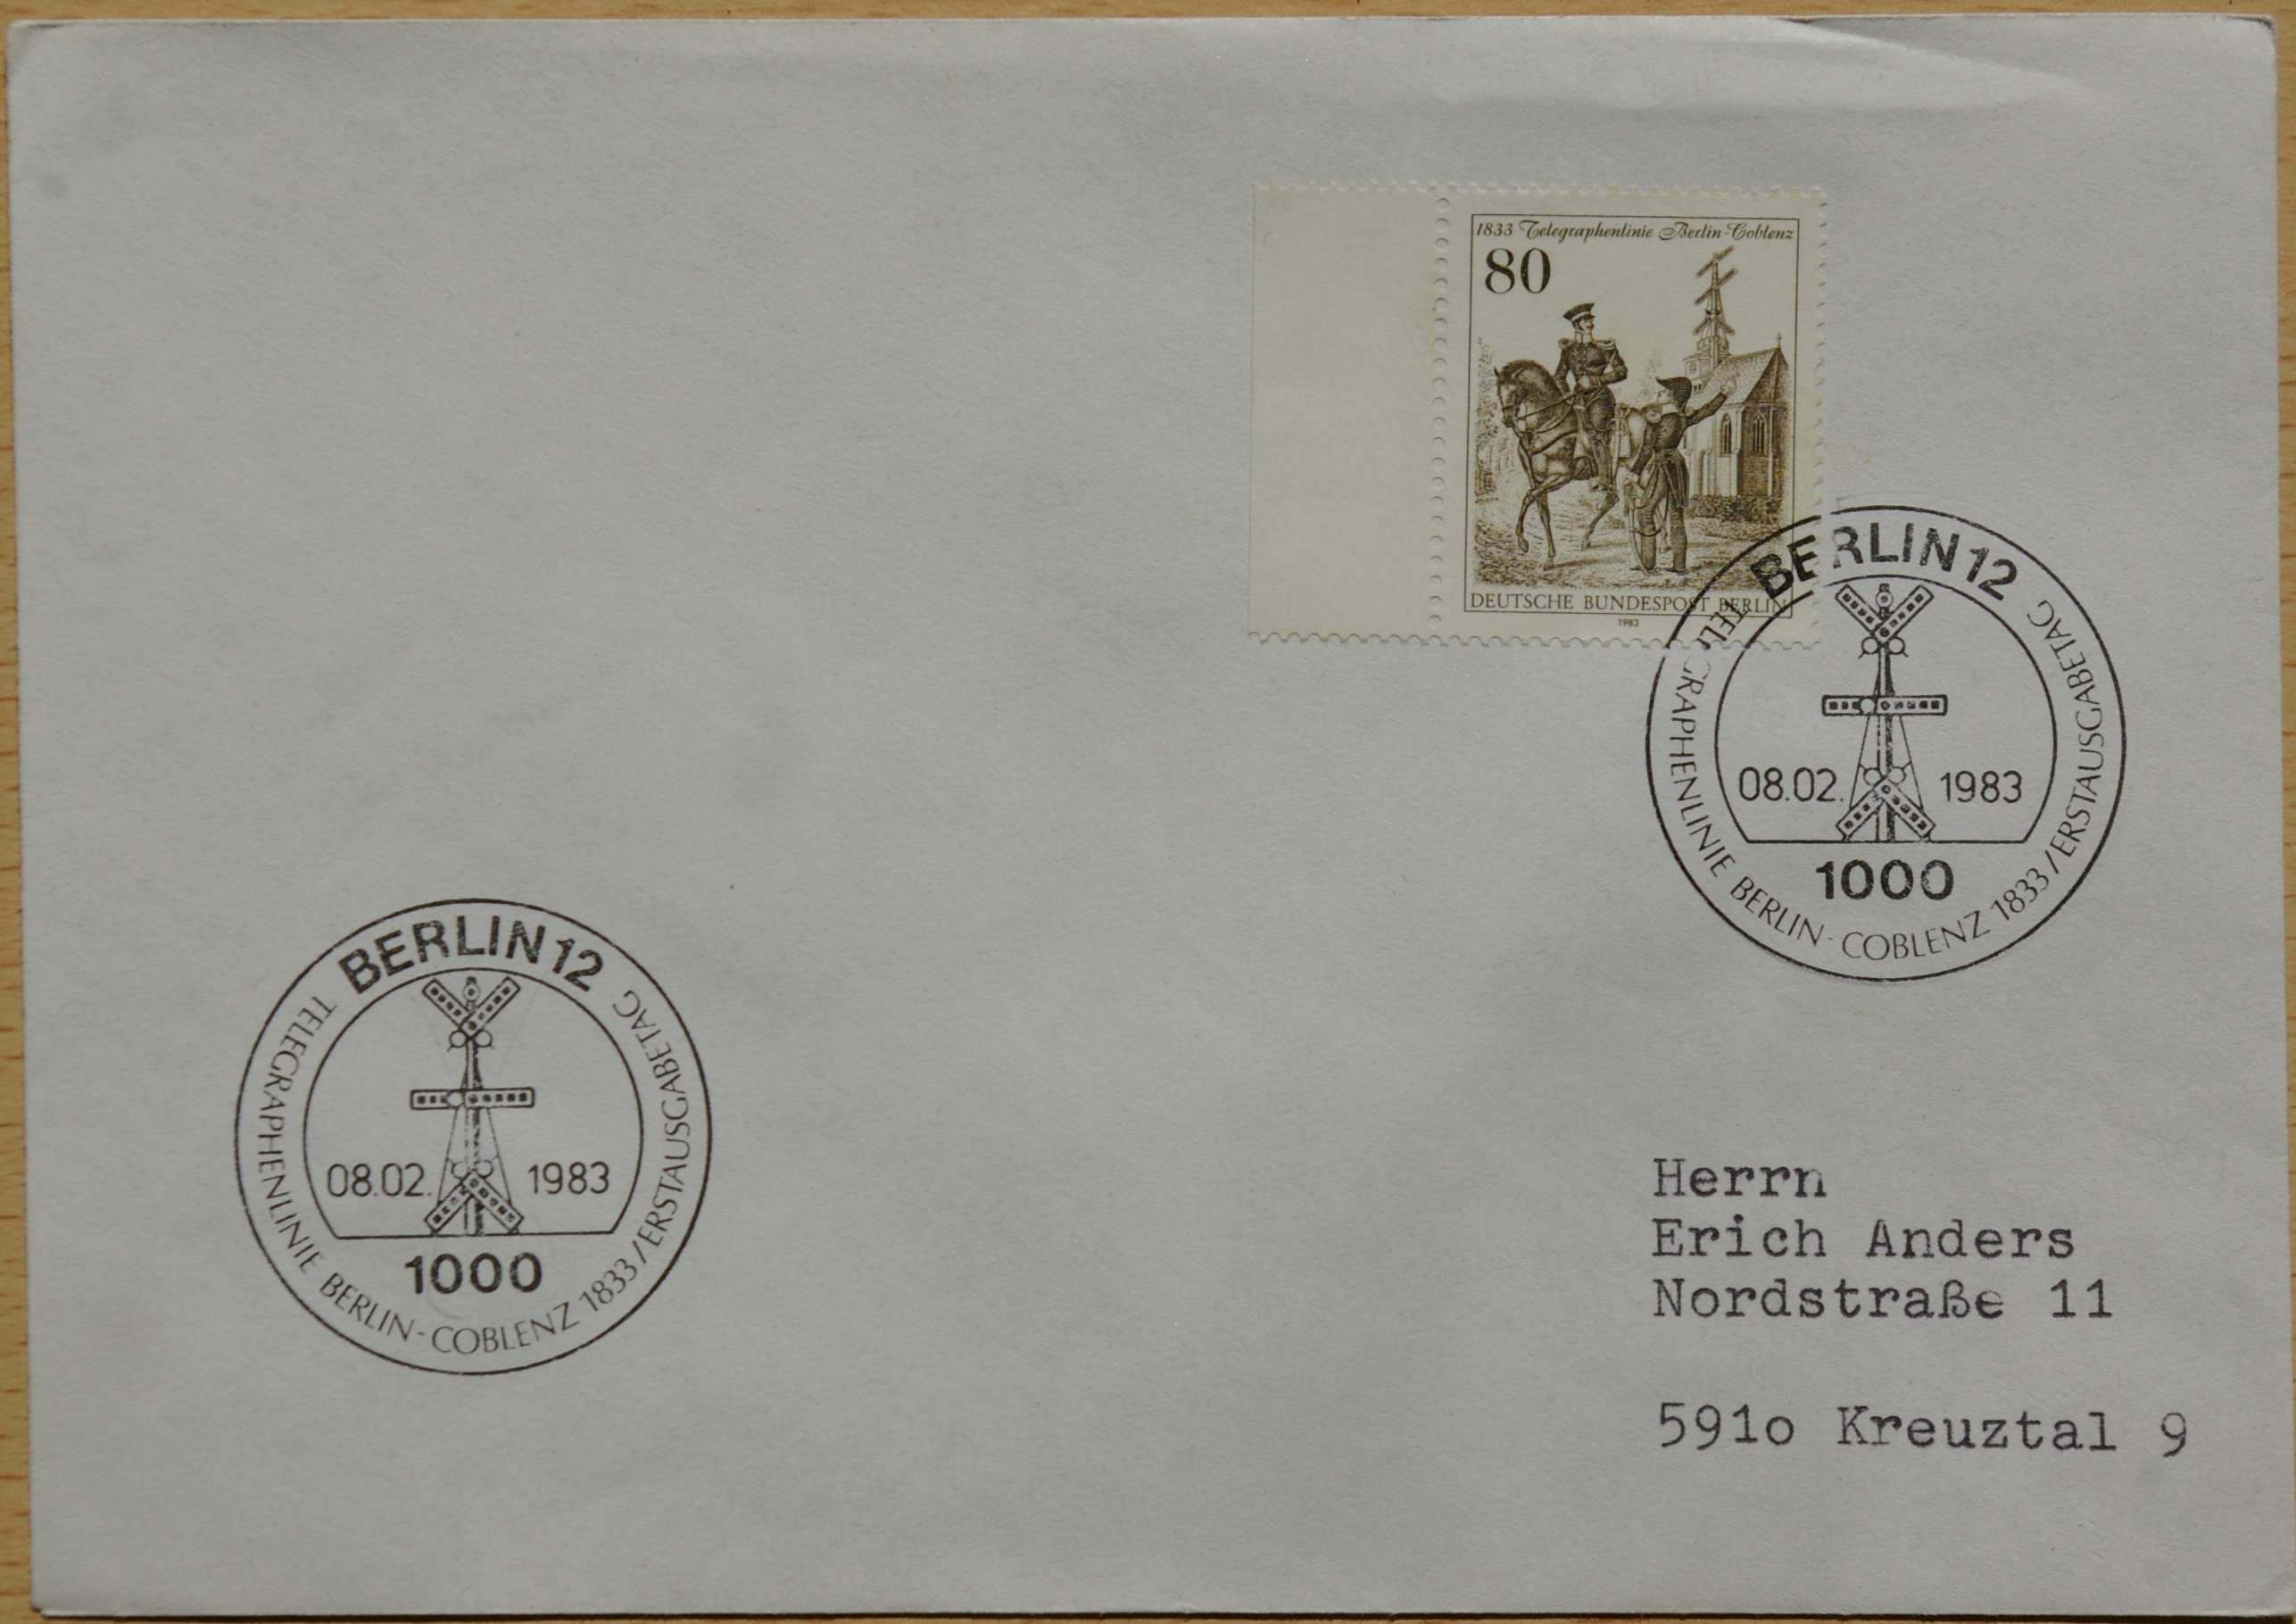 1833 Telegraphenlinie Berlin-Coblenz
80
DEUTSCHE BUNDESPOST BERLIN
1983
BERLIN 12
TELEGRAPHENLINIE BERLIN-COBLENZ 1833/ERSTAUSGABETAG
08.02. 1983
1000
BERLIN 12
TELEGRAPHENLINIE BERLIN-COBLENZ 1833/ERSTAUSGABETAG
08.02. 1983
1000
Herrn
Erich Anders
Nordstraße 11
591o Kreuztal 9